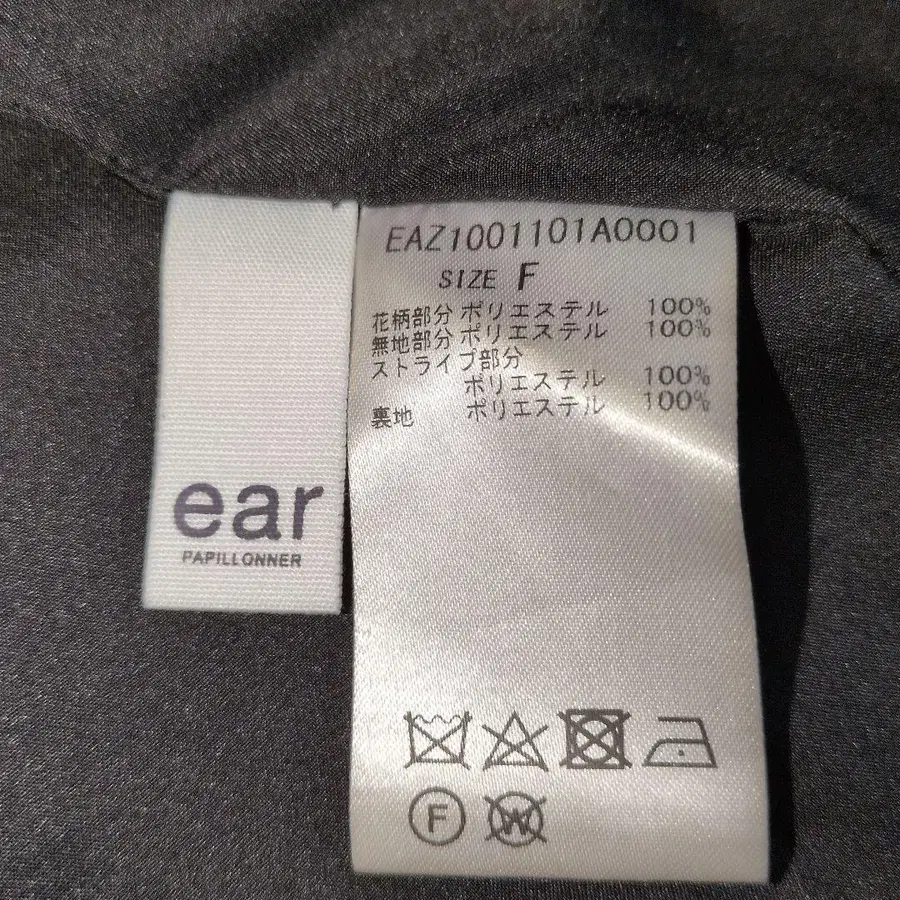 ear
PAPILLONNER
EAZ1001101A0001
SIZE F
花柄部分 ポリエステル 100%
無地部分 ポリエステル 100%
ストライプ部分
ポリエステル 100%
裏地 ポリエステル 100%
F W